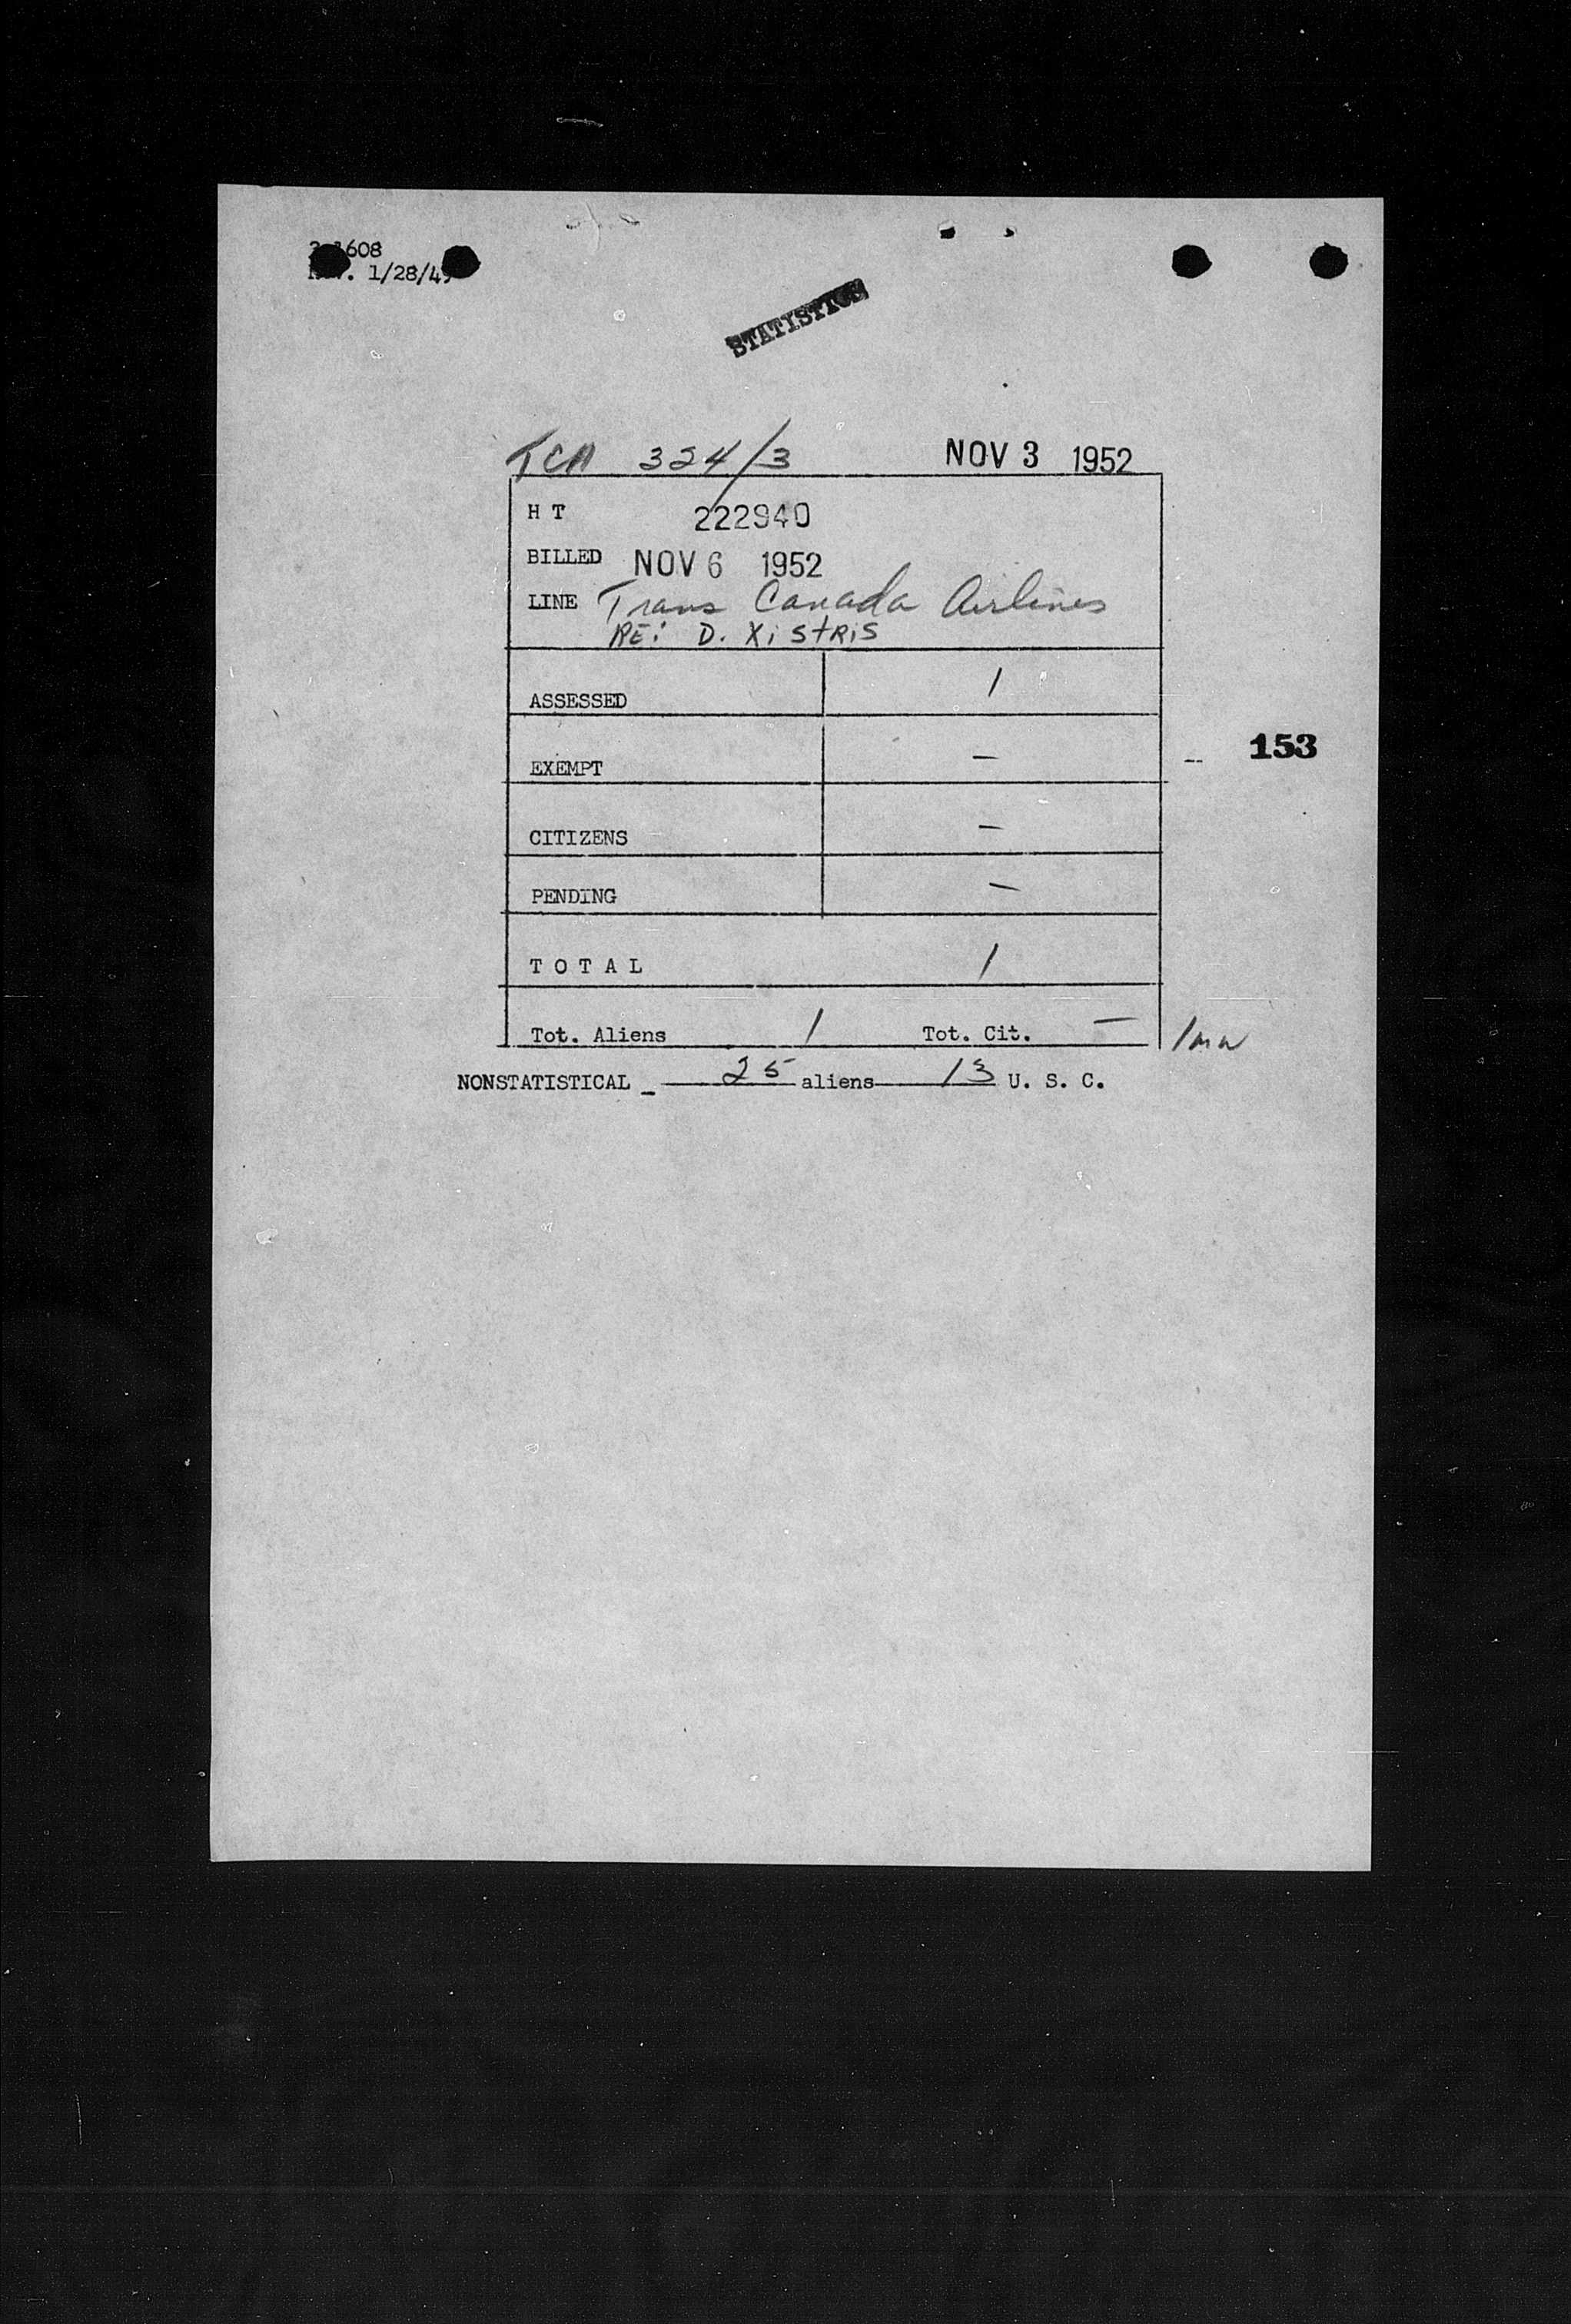 1608
1/28/4
STATISTICS
TCA 324/3 NOV 3 1952
H T 222940
BILLED NOV 6 1952
LINE Trans Canada Airlines
RE: D. XistRiS
ASSESSED 1
EXEMPT —
153
CITIZENS —
PENDING —
T O T A L 1
Tot. Aliens 1 Tot. Cit. —
NONSTATISTICAL _ 25 aliens 13 U. S. C.